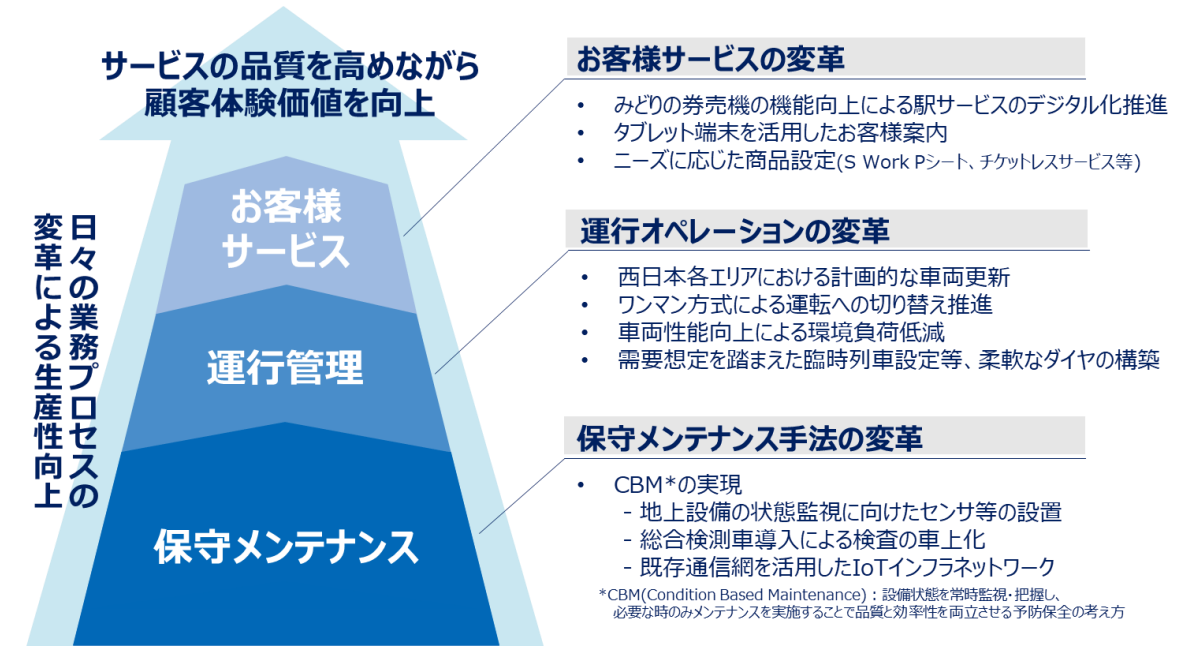 サービスの品質を高めながら
顧客体験価値を向上
日々の業務プロセスの
変革による生産性向上
お客様
サービス
運行管理
保守メンテナンス
お客様サービスの変革
• みどりの券売機の機能向上による駅サービスのデジタル化推進
• タブレット端末を活用したお客様案内
• ニーズに応じた商品設定(S Work Pシート、チケットレスサービス等)
運行オペレーションの変革
• 西日本各エリアにおける計画的な車両更新
• ワンマン方式による運転への切り替え推進
• 車両性能向上による環境負荷低減
• 需要想定を踏まえた臨時列車設定等、柔軟なダイヤの構築
保守メンテナンス手法の変革
• CBM*の実現
- 地上設備の状態監視に向けたセンサ等の設置
- 総合検測車導入による検査の車上化
- 既存通信網を活用したIoTインフラネットワーク
*CBM(Condition Based Maintenance)：設備状態を常時監視・把握し、
必要な時のみメンテナンスを実施することで品質と効率性を両立させる予防保全の考え方